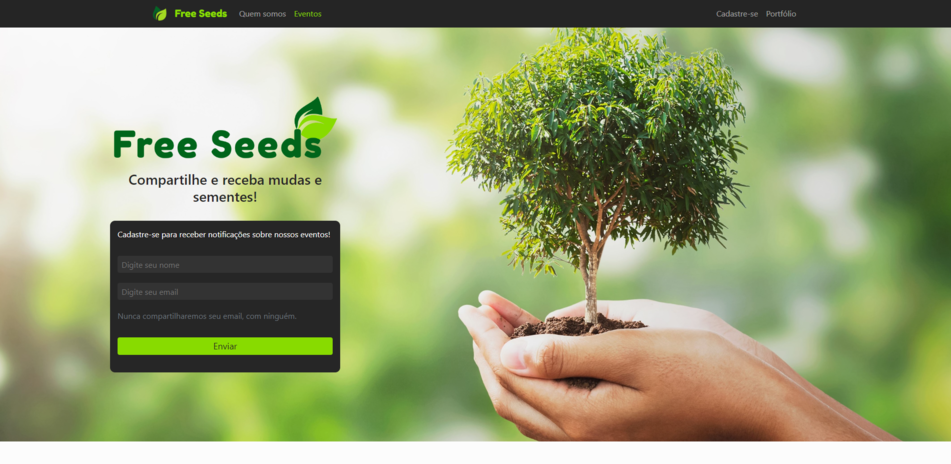 Free Seeds Quem somos Eventos Cadastre-se Portfólio
Free Seeds
Compartilhe e receba mudas e
sementes!
Cadastre-se para receber notificações sobre nossos eventos!
Digite seu nome
Digite seu email
Nunca compartilharemos seu email, com ninguém.
Enviar